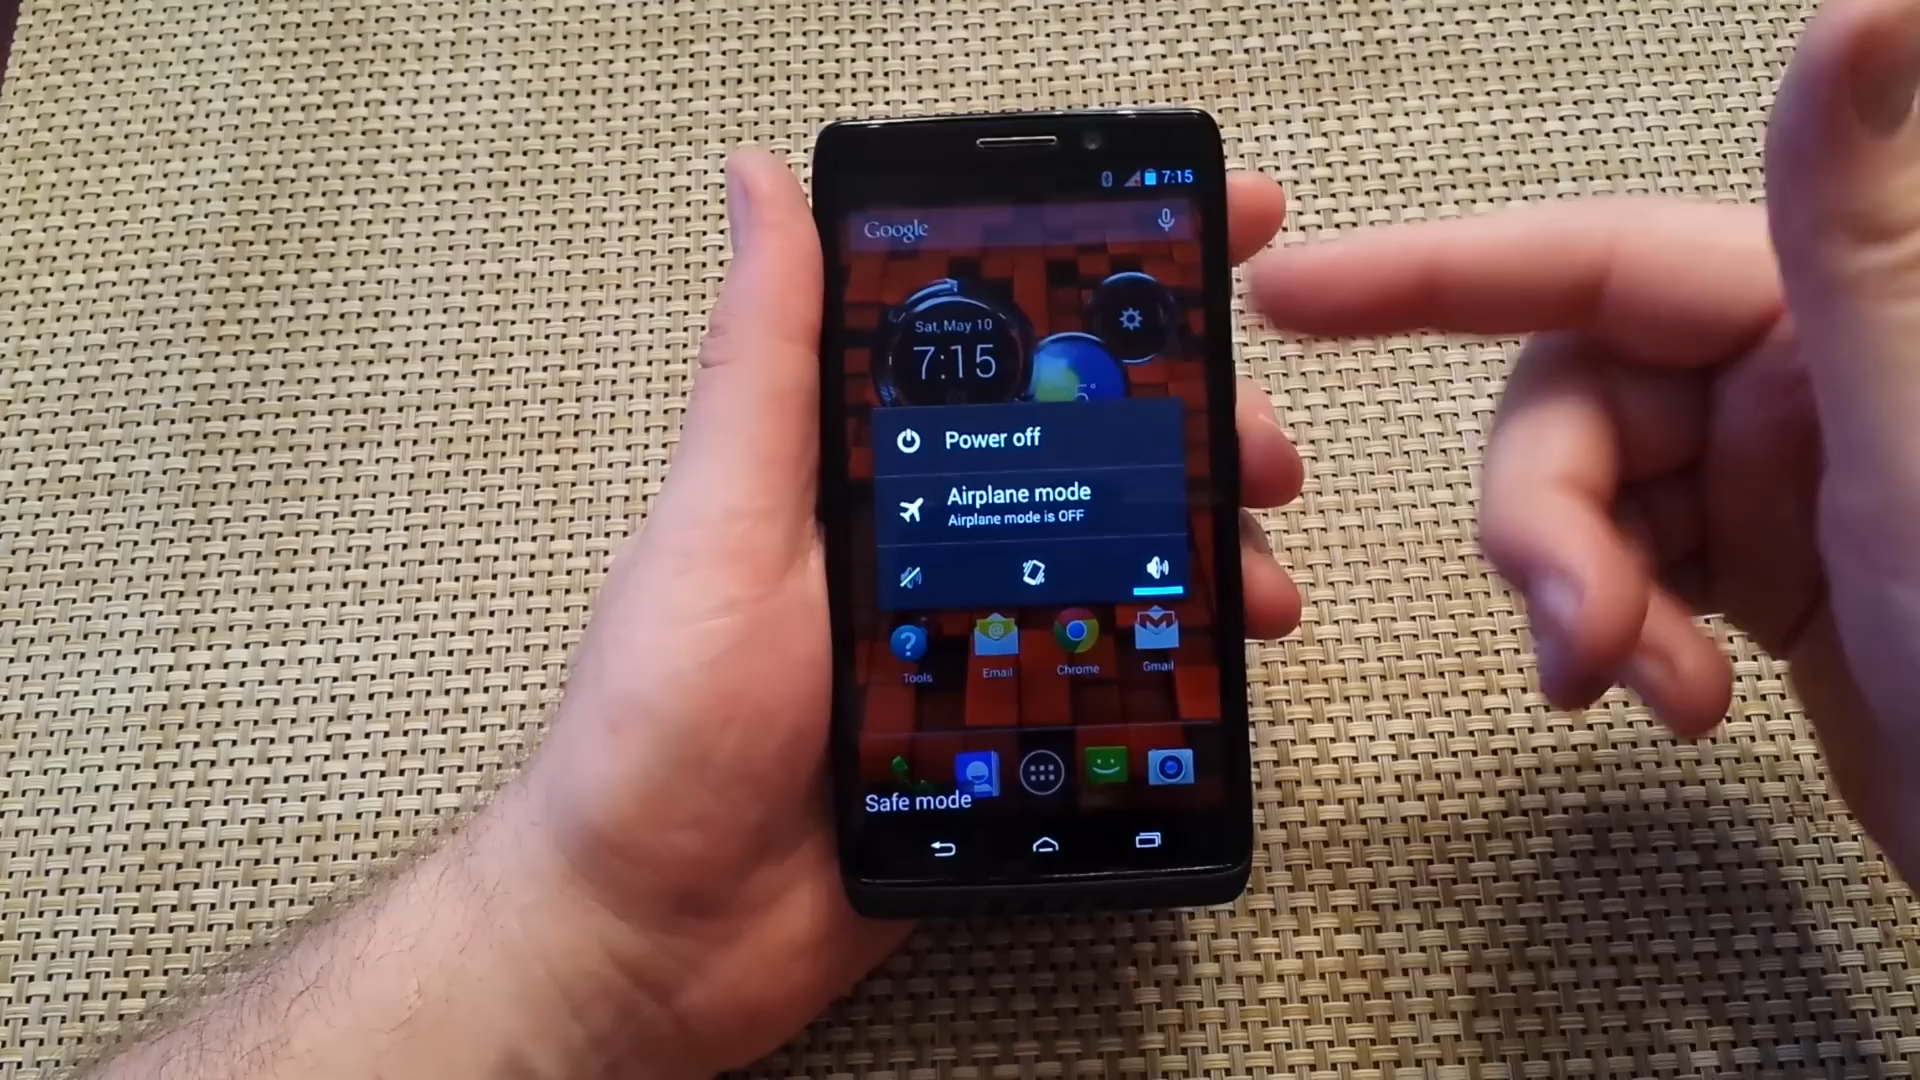 7:15
Google
Sat, May 10
7:15
5°
Power off
Airplane mode
Airplane mode is OFF
Tools
Email
Chrome
Gmail
Safe mode